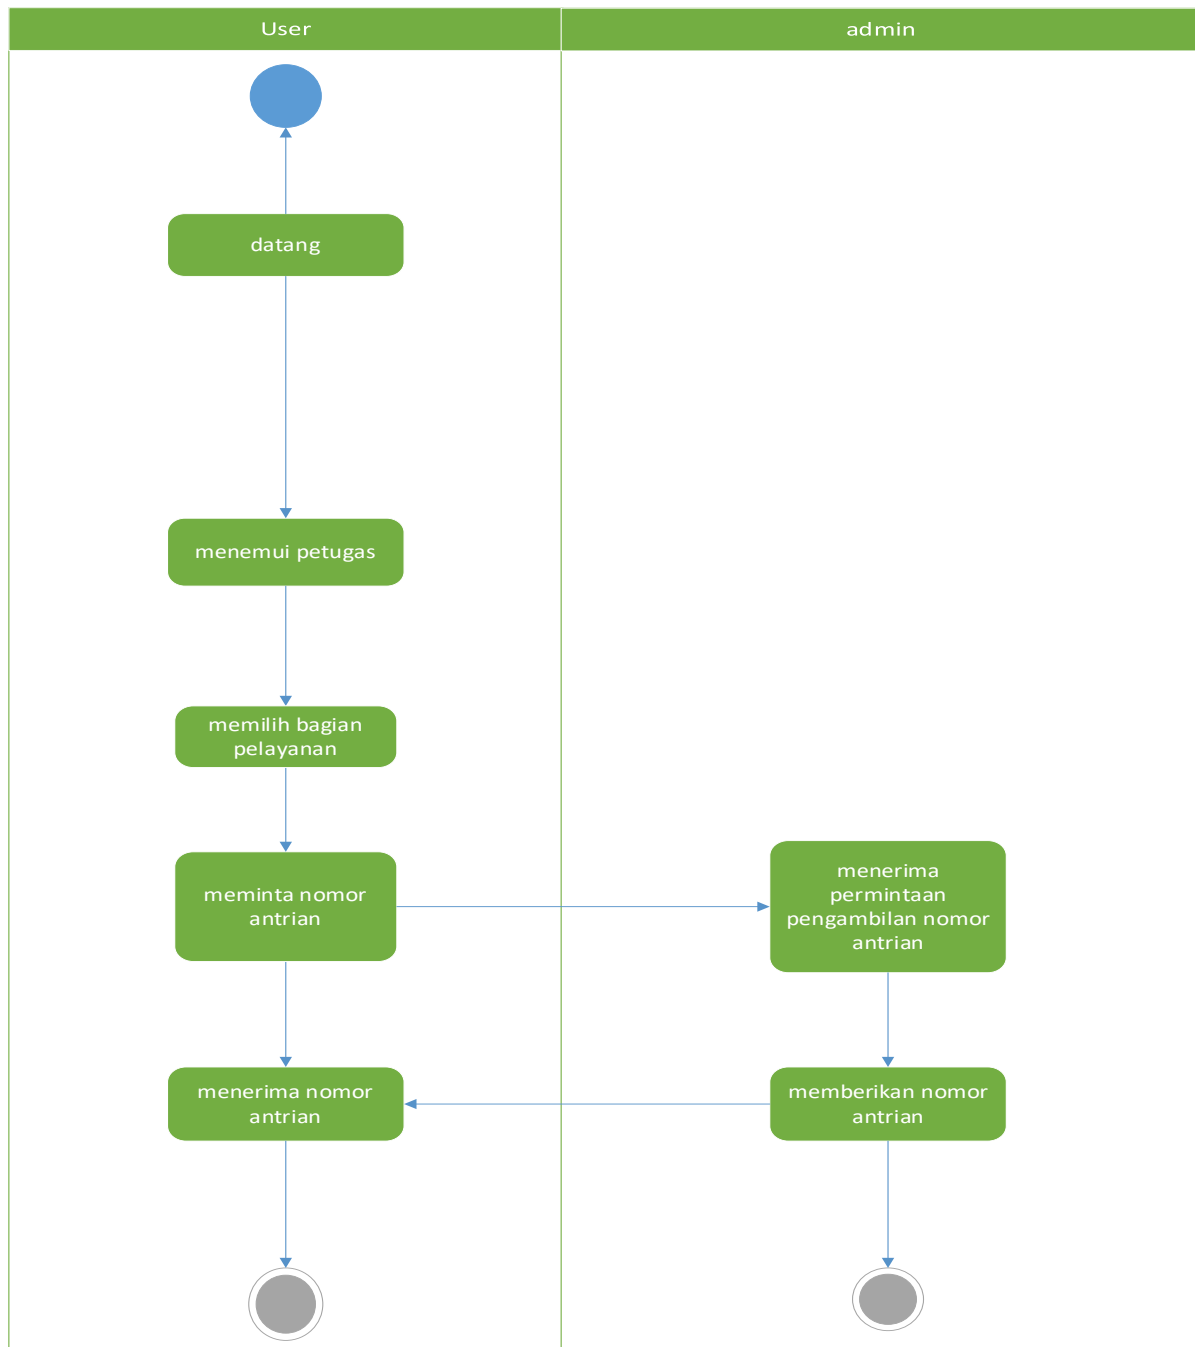 User
admin
datang
menemui petugas
memilih bagian
pelayanan
meminta nomor
antrian
menerima
permintaan
pengambilan nomor
antrian
menerima nomor
antrian
memberikan nomor
antrian